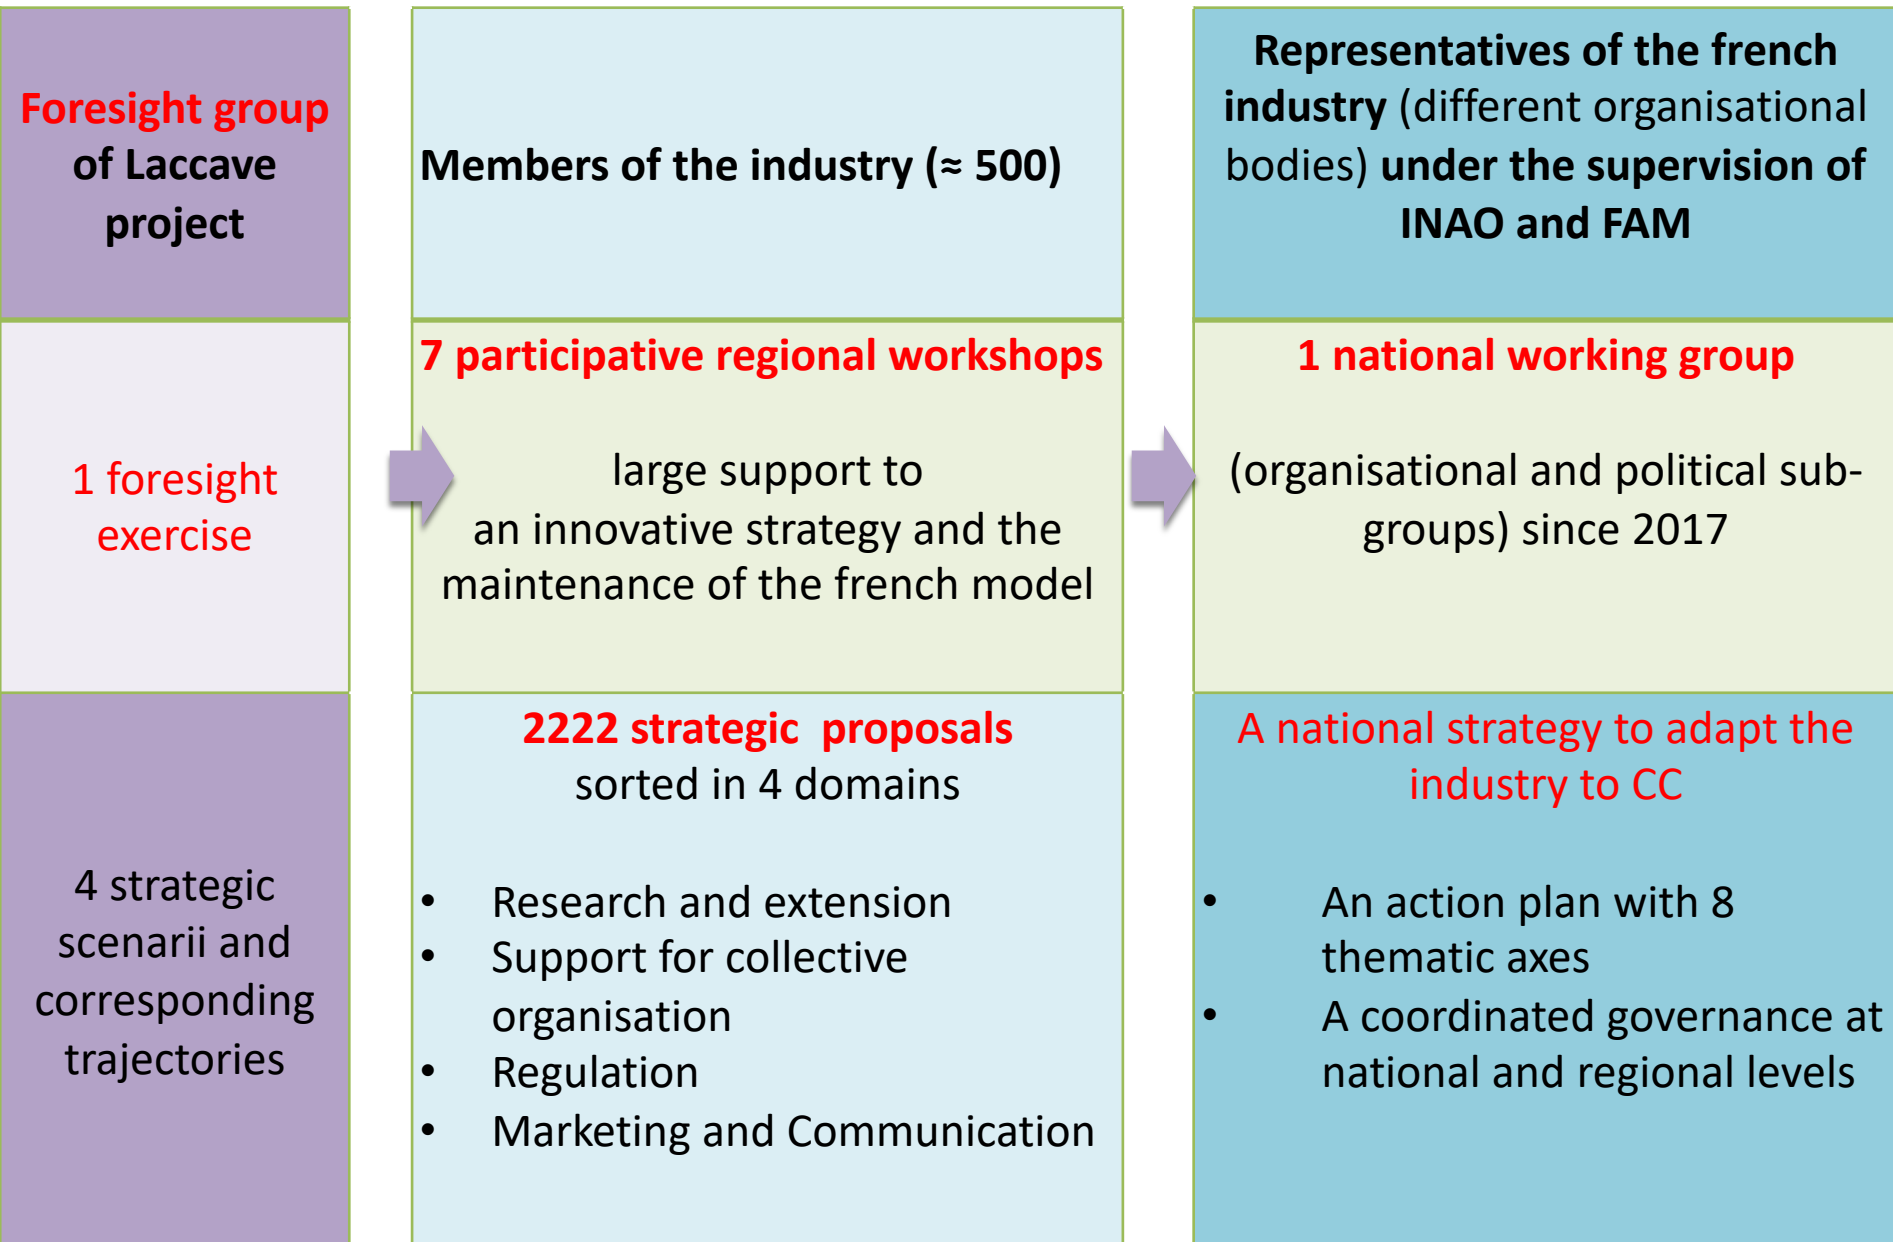 Foresight group
of Laccave
project
1 foresight
exercise
4 strategic
scenarii and
corresponding
trajectories
Members of the industry (≈ 500)
7 participative regional workshops
large support to
an innovative strategy and the
maintenance of the french model
2222 strategic  proposals
sorted in 4 domains
• Research and extension
• Support for collective
organisation
• Regulation
• Marketing and Communication
Representatives of the french
industry (different organisational
bodies) under the supervision of
INAO and FAM
1 national working group
(organisational and political sub-
groups) since 2017
A national strategy to adapt the
industry to CC
• An action plan with 8
thematic axes
• A coordinated governance at
national and regional levels